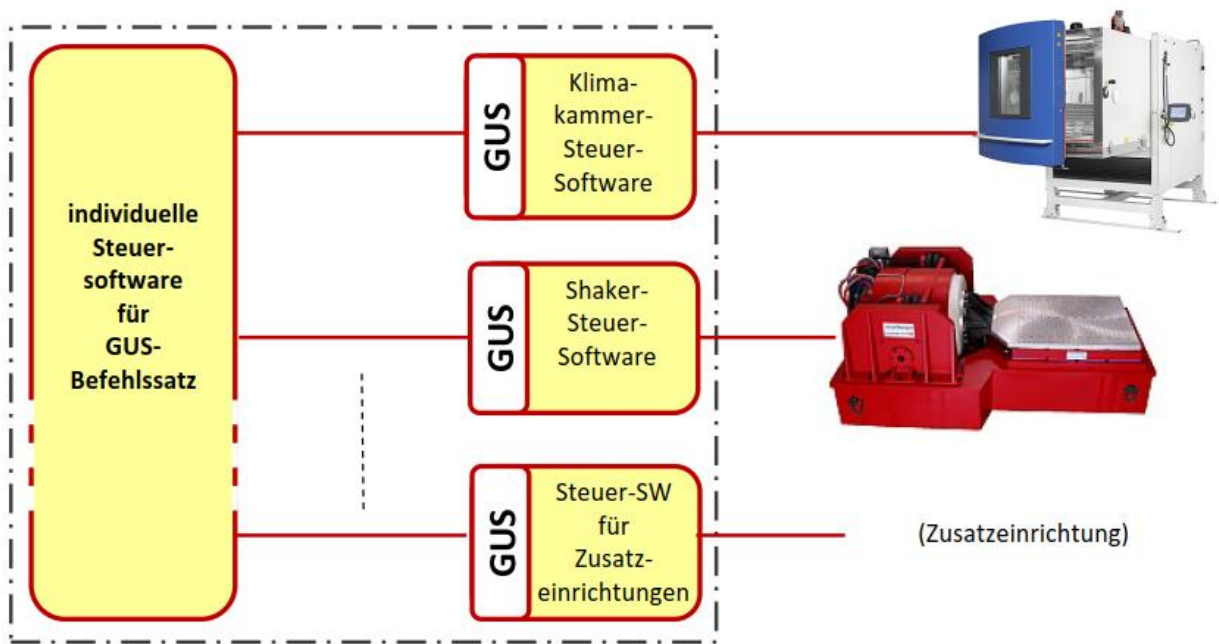 individuelle
Steuer-
software
für
GUS-
Befehlssatz
GUS
Klima-
kammer-
Steuer-
Software
GUS
Shaker-
Steuer-
Software
GUS
Steuer-SW
für
Zusatz-
einrichtungen
(Zusatzeinrichtung)